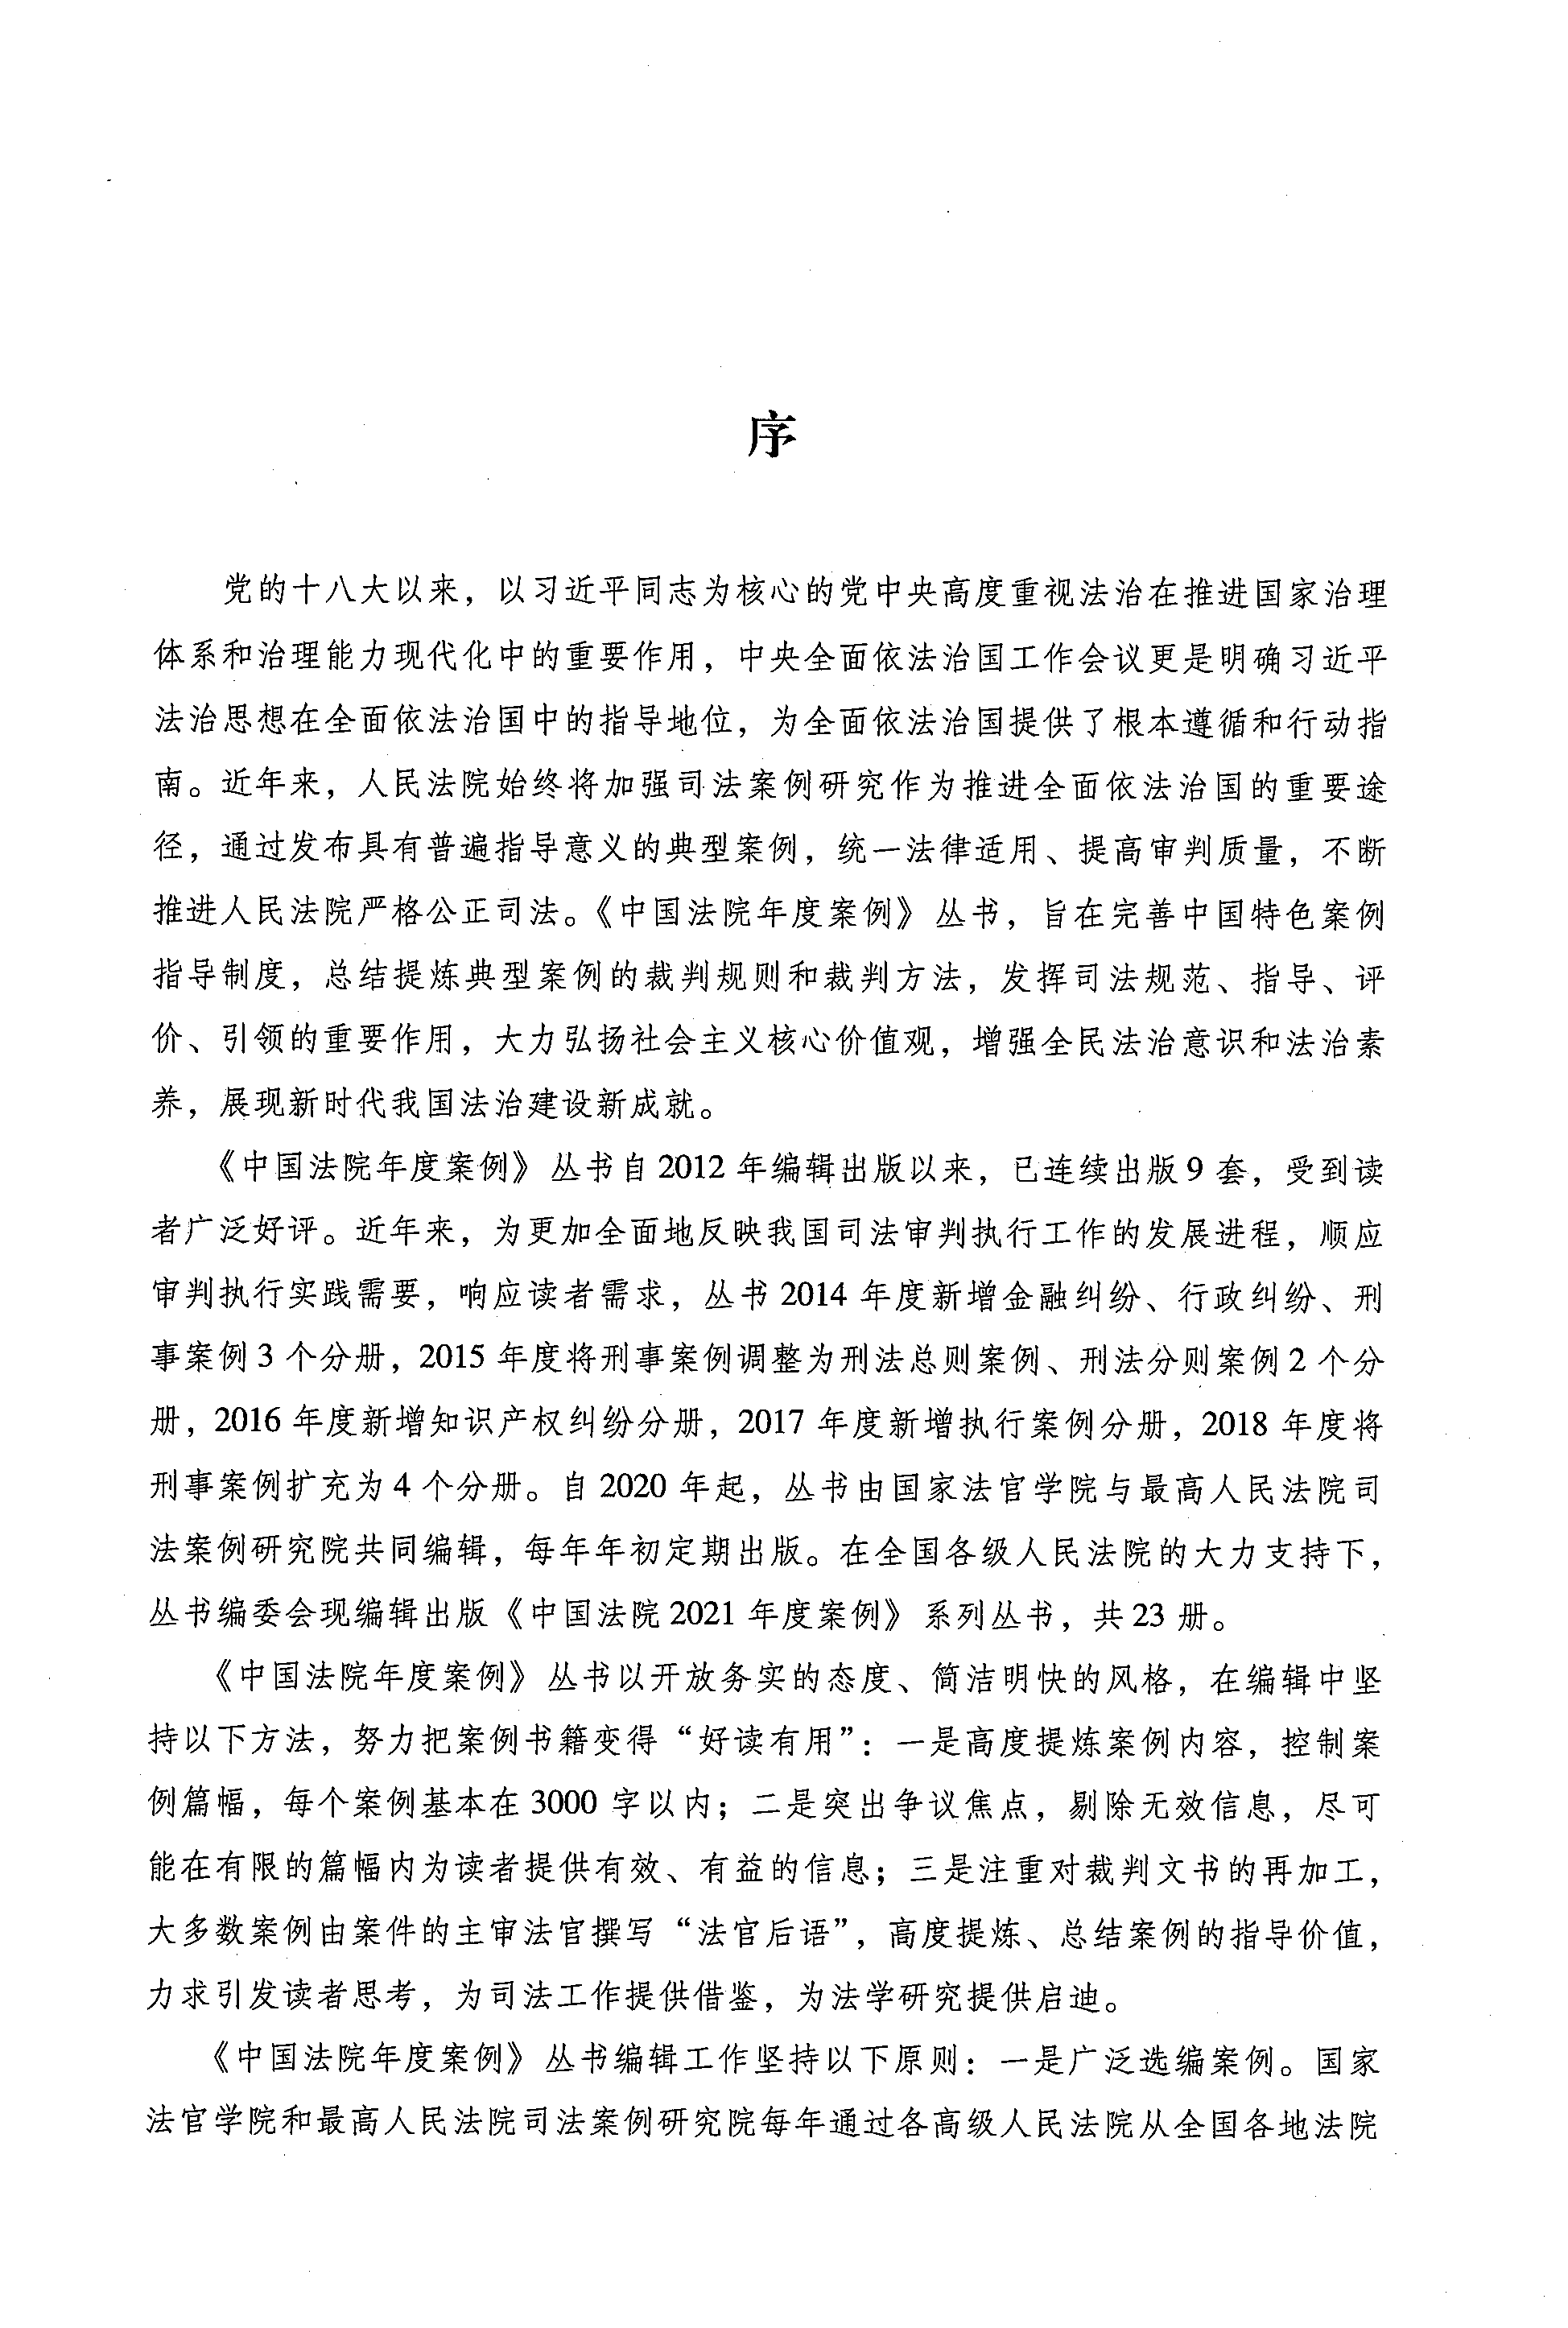 序
党的十八大以来，以习近平同志为核心的党中央高度重视法治在推进国家治理
体系和治理能力现代化中的重要作用，中央全面依法治国工作会议更是明确习近平
法治思想在全面依法治国中的指导地位，为全面依法治国提供了根本遵循和行动指
南。近年来，人民法院始终将加强司法案例研究作为推进全面依法治国的重要途
径，通过发布具有普遍指导意义的典型案例，统一法律适用、提高审判质量，不断
推进人民法院严格公正司法。《中国法院年度案例》丛书，旨在完善中国特色案例
指导制度，总结提炼典型案例的裁判规则和裁判方法，发挥司法规范、指导、评
价、引领的重要作用，大力弘扬社会主义核心价值观，增强全民法治意识和法治素
养，展现新时代我国法治建设新成就。
《中国法院年度案例》丛书自2012年编辑出版以来，已连续出版9套，受到读
者广泛好评。近年来，为更加全面地反映我国司法审判执行工作的发展进程，顺应
审判执行实践需要，响应读者需求，丛书2014年度新增金融纠纷、行政纠纷、刑
事案例3个分册，2015年度将刑事案例调整为刑法总则案例、刑法分则案例2个分
册，2016年度新增知识产权纠纷分册，2017年度新增执行案例分册，2018年度将
刑事案例扩充为4个分册。自2020年起，丛书由国家法官学院与最高人民法院司
法案例研究院共同编辑，每年年初定期出版。在全国各级人民法院的大力支持下，
丛书编委会现编辑出版《中国法院2021年度案例》系列丛书，共23册。
《中国法院年度案例》丛书以开放务实的态度、简洁明快的风格，在编辑中坚
持以下方法，努力把案例书籍变得“好读有用”：一是高度提炼案例内容，控制案
例篇幅，每个案例基本在3000字以内；二是突出争议焦点，剔除无效信息，尽可
能在有限的篇幅内为读者提供有效、有益的信息；三是注重对裁判文书的再加工，
大多数案例由案件的主审法官撰写“法官后语”，高度提炼、总结案例的指导价值，
力求引发读者思考，为司法工作提供借鉴，为法学研究提供启迪。
《中国法院年度案例》丛书编辑工作坚持以下原则：一是广泛选编案例。国家
法官学院和最高人民法院司法案例研究院每年通过各高级人民法院从全国各地法院